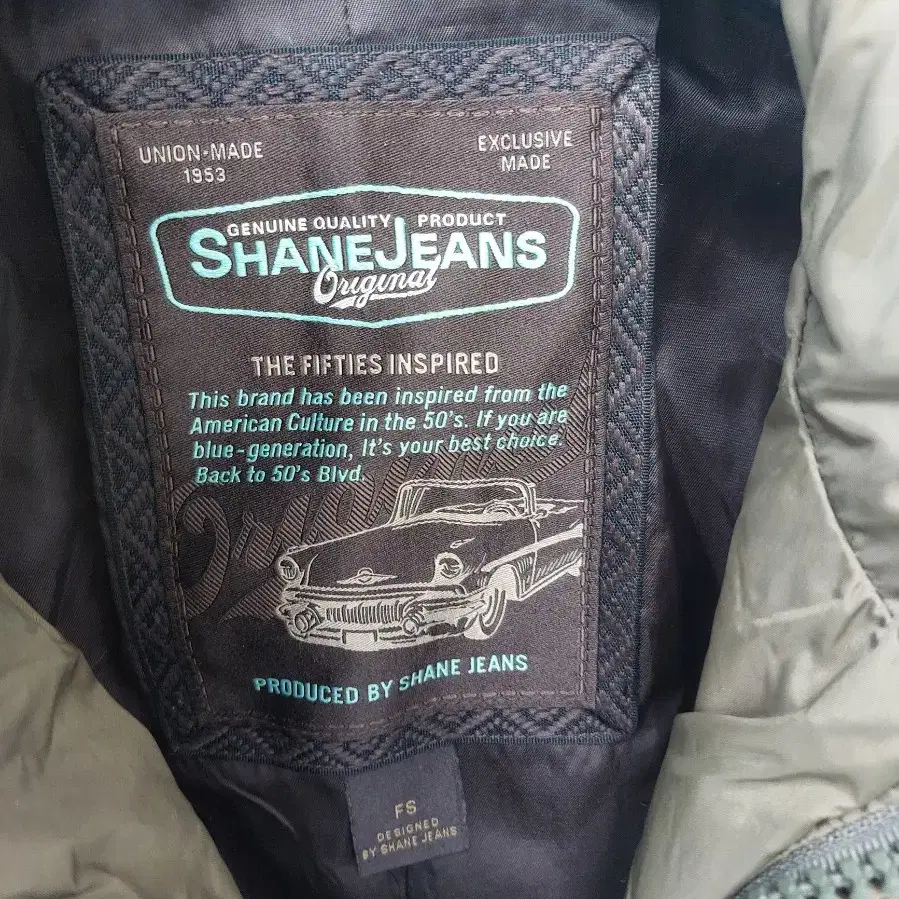 UNION-MADE
1953
EXCLUSIVE
MADE
GENUINE QUALITY PRODUCT
SHANEJEANS
Original
THE FIFTIES INSPIRED
This brand has been inspired from the
American Culture in the 50's. If you are
blue-generation, It's your best choice.
Back to 50's Blvd.
PRODUCED BY SHANE JEANS
FS
DESIGNED
BY SHANE JEANS